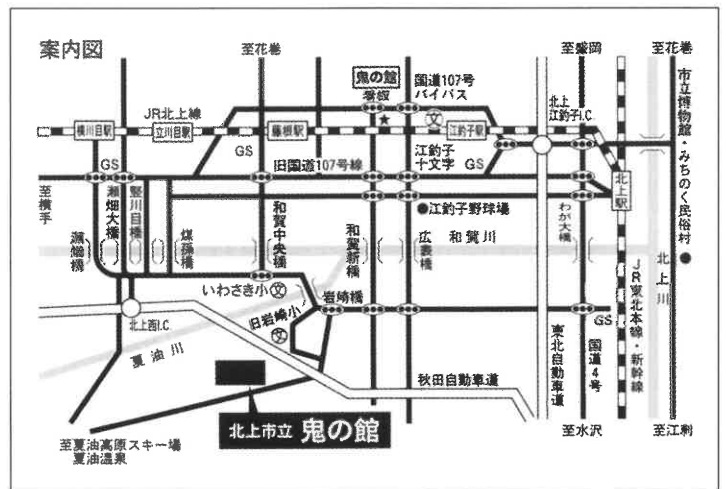 案内図
至花巻
鬼の館
看板
国道107号
バイパス
至盛岡
至花巻
市立博物館・みちのく民俗村
北上
江釣子I.C.
JR北上線
横川目駅
立川目駅
藤根駅
江釣子駅
文
GS
GS
旧国道107号線
江釣子
十文字
GS
北上駅
至横手
瀬畑大橋
竪川目橋
煤孫橋
和賀中央橋
和賀新橋
江釣子野球場
広表橋
和賀川
わが大橋
北上川
いわさき小
文
岩崎橋
旧岩崎小
文
北上西I.C.
夏油川
GS
JR東北本線・新幹線
国道4号
東北自動車道
秋田自動車道
北上市立 鬼の館
至夏油高原スキー場
夏油温泉
至水沢
至江刺